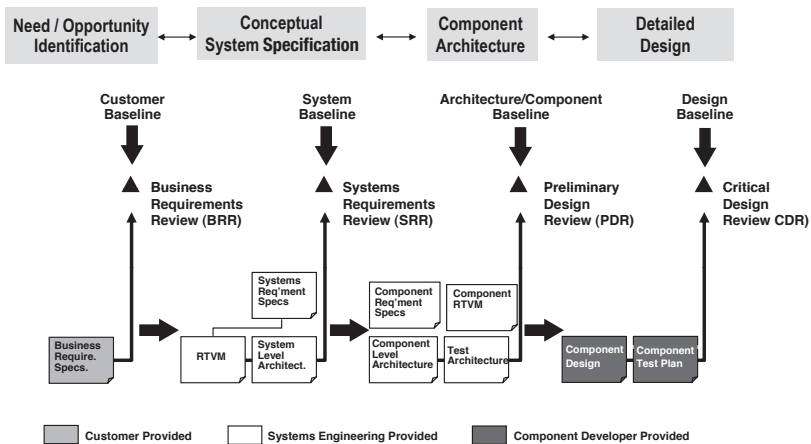 Need / Opportunity
Identification
Conceptual
System Specification
Component
Architecture
Detailed
Design
Customer
Baseline
System
Baseline
Architecture/Component
Baseline
Design
Baseline
Business
Requirements
Review (BRR)
Systems
Requirements
Review (SRR)
Preliminary
Design
Review (PDR)
Critical
Design
Review CDR)
Systems
Req'ment
Specs
Component
Req'ment
Specs
Component
RTVM
Business
Require.
Specs.
RTVM
System
Level
Architect.
Component
Level
Architecture
Test
Architecture
Component
Design
Component
Test Plan
Customer Provided
Systems Engineering Provided
Component Developer Provided